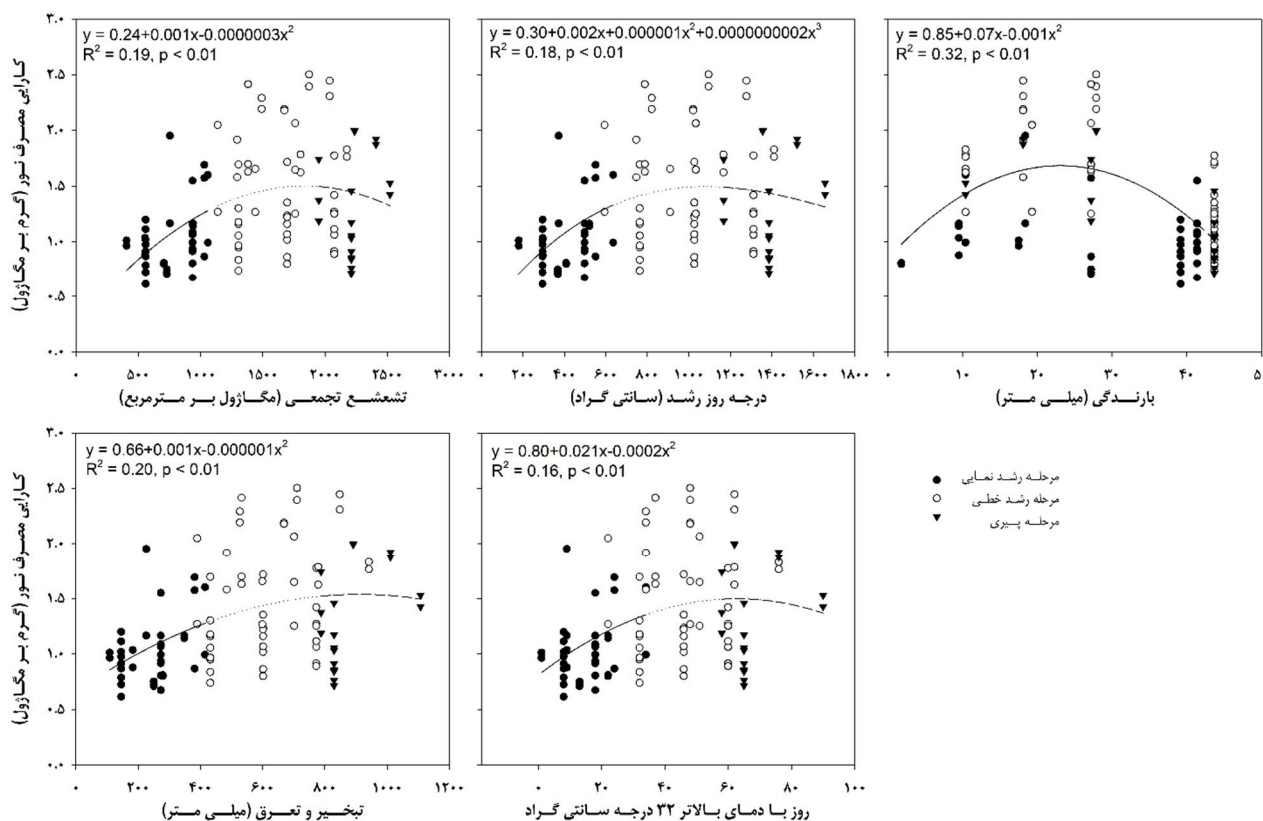 y = 0.24+0.001x-0.0000003x²
R² = 0.19, p < 0.01
کارایی مصرف نور (گرم بر مگاژول)
۳.۰
۲.۵
۲.۰
۱.۵
۱.۰
۰.۵
۰.۰
۰ ۵۰۰ ۱۰۰۰ ۱۵۰۰ ۲۰۰۰ ۲۵۰۰ ۳۰۰۰
تشعشع تجمعی (مگاژول بر مترمربع)
y = 0.30+0.002x+0.000001x²+0.0000000002x³
R² = 0.18, p < 0.01
۰ ۲۰۰ ۴۰۰ ۶۰۰ ۸۰۰ ۱۰۰۰ ۱۲۰۰ ۱۴۰۰ ۱۶۰۰ ۱۸۰۰
درجه روز رشد (سانتی گراد)
y = 0.85+0.07x-0.001x²
R² = 0.32, p < 0.01
۰ ۱۰ ۲۰ ۳۰ ۴۰ ۵
بارندگی (میلی متر)
y = 0.66+0.001x-0.000001x²
R² = 0.20, p < 0.01
کارایی مصرف نور (گرم بر مگاژول)
۳.۰
۲.۵
۲.۰
۱.۵
۱.۰
۰.۵
۰.۰
۰ ۲۰۰ ۴۰۰ ۶۰۰ ۸۰۰ ۱۰۰۰ ۱۲۰۰
تبخیر و تعرق (میلی متر)
y = 0.80+0.021x-0.0002x²
R² = 0.16, p < 0.01
۰ ۲۰ ۴۰ ۶۰ ۸۰ ۱۰۰
روز با دمای بالاتر ۳۲ درجه سانتی گراد
مرحله رشد نمایی
مرحله رشد خطی
مرحله پیری